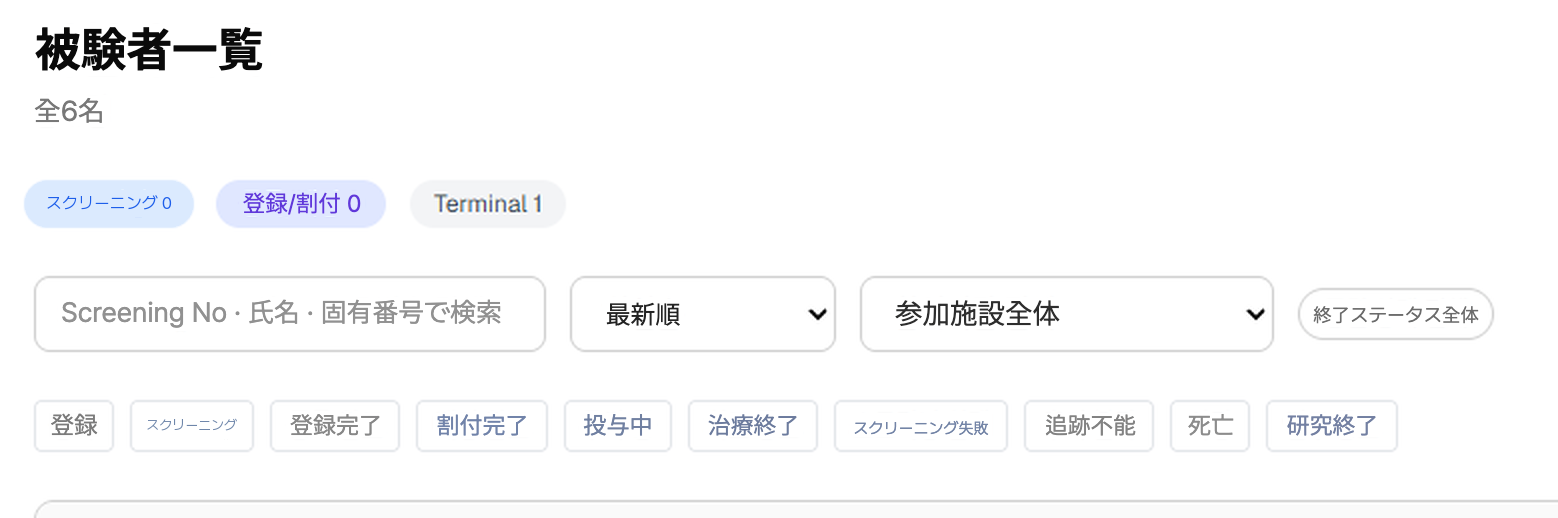 被験者一覧
全6名
スクリーニング 0 登録/割付 0 Terminal 1
Screening No · 氏名 · 固有番号で検索 最新順 参加施設全体 終了ステータス全体
登録 スクリーニング 登録完了 割付完了 投与中 治療終了 スクリーニング失敗 追跡不能 死亡 研究終了